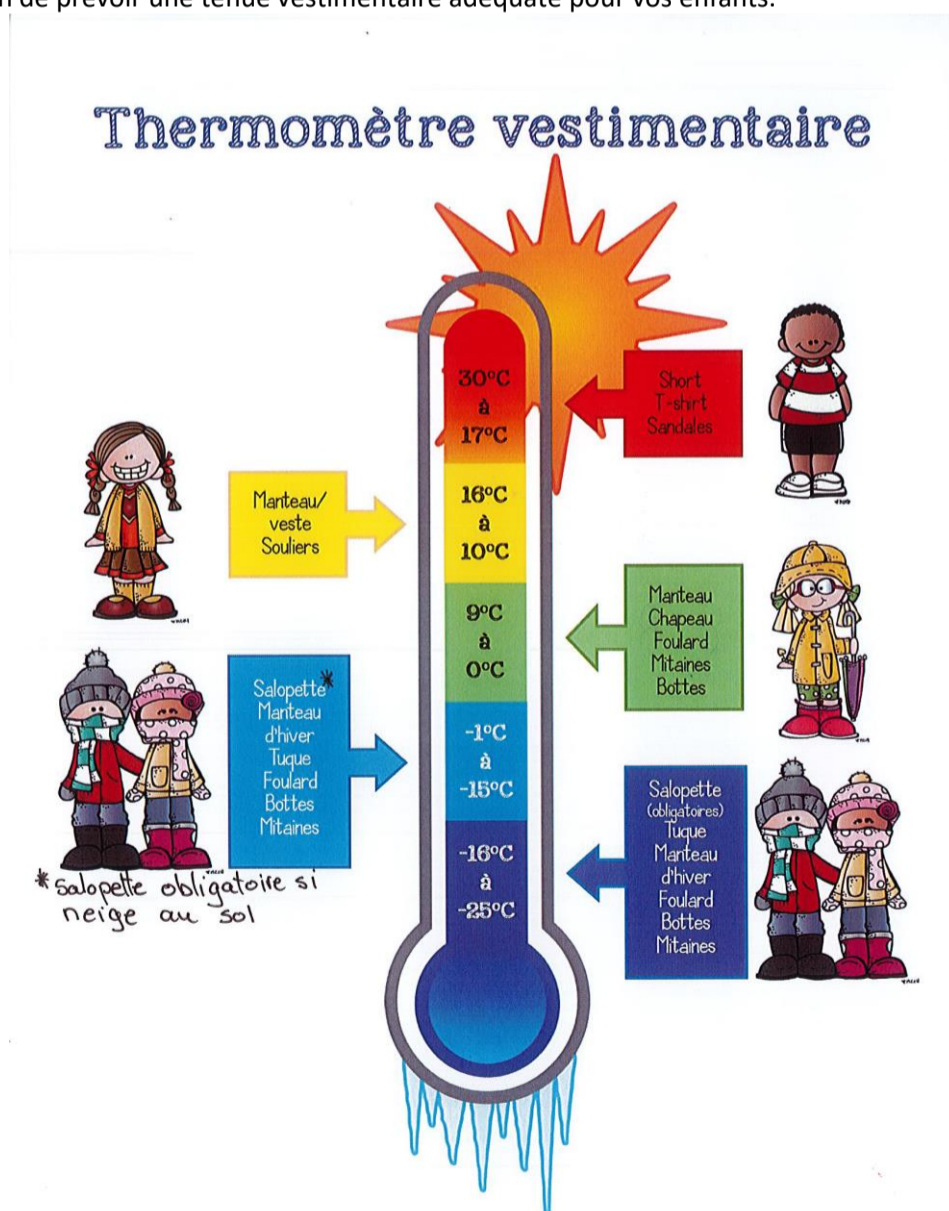 de prévoir une tenue vestimentaire adéquate pour vos enfants.
Thermomètre vestimentaire
30°C
à
17°C
Short
T-shirt
Sandales
Manteau/
veste
Souliers
16°C
à
10°C
9°C
à
0°C
Manteau
Chapeau
Foulard
Mitaines
Bottes
Salopette*
Manteau
d'hiver
Tuque
Foulard
Bottes
Mitaines
-1°C
à
-15°C
-16°C
à
-25°C
Salopette
(obligatoires)
Tuque
Manteau
d'hiver
Foulard
Bottes
Mitaines
* Salopette obligatoire si
neige au sol